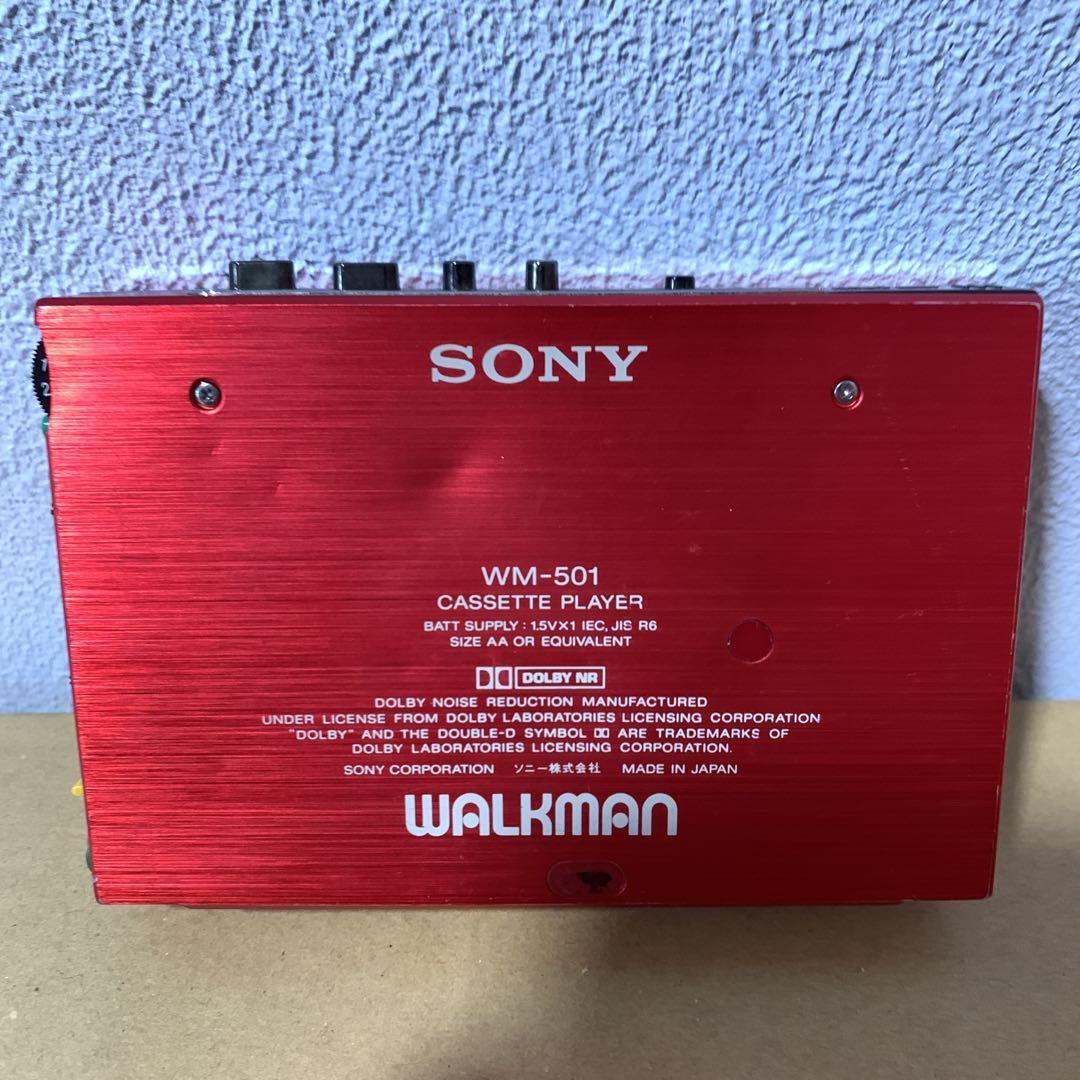 SONY
1
2
WM-501
CASSETTE PLAYER
BATT SUPPLY : 1.5V×1 IEC, JIS R6
SIZE AA OR EQUIVALENT
DOLBY NR
DOLBY NOISE REDUCTION MANUFACTURED
UNDER LICENSE FROM DOLBY LABORATORIES LICENSING CORPORATION
"DOLBY" AND THE DOUBLE-D SYMBOL ARE TRADEMARKS OF
DOLBY LABORATORIES LICENSING CORPORATION.
SONY CORPORATION ソニー株式会社 MADE IN JAPAN
WALKMAN